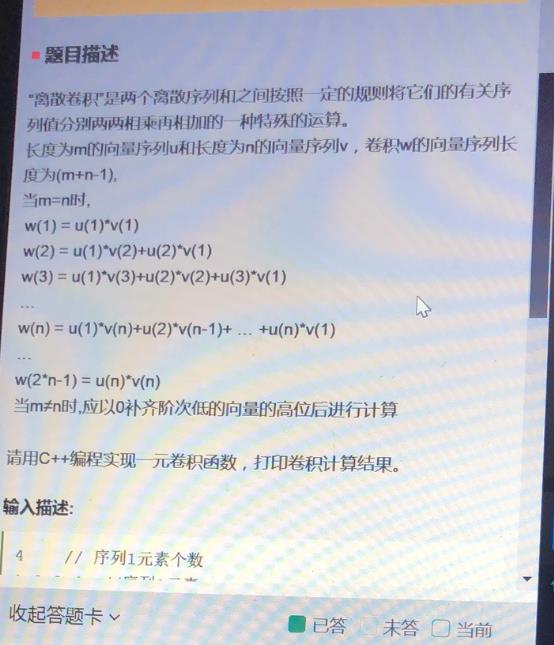 题目描述
“离散卷积”是两个离散序列和之间按照一定的规则将它们的有关序
列值分别两两相乘再相加的一种特殊的运算。
长度为m的向量序列u和长度为n的向量序列v，卷积w的向量序列长
度为(m+n-1),
当m=n时,
w(1) = u(1)*v(1)
w(2) = u(1)*v(2)+u(2)*v(1)
w(3) = u(1)*v(3)+u(2)*v(2)+u(3)*v(1)
…
w(n) = u(1)*v(n)+u(2)*v(n-1)+ … +u(n)*v(1)
…
w(2*n-1) = u(n)*v(n)
当m≠n时,应以0补齐阶次低的向量的高位后进行计算
请用C++编程实现一元卷积函数，打印卷积计算结果。
输入描述:
4 // 序列1元素个数
收起答题卡
已答 未答 当前